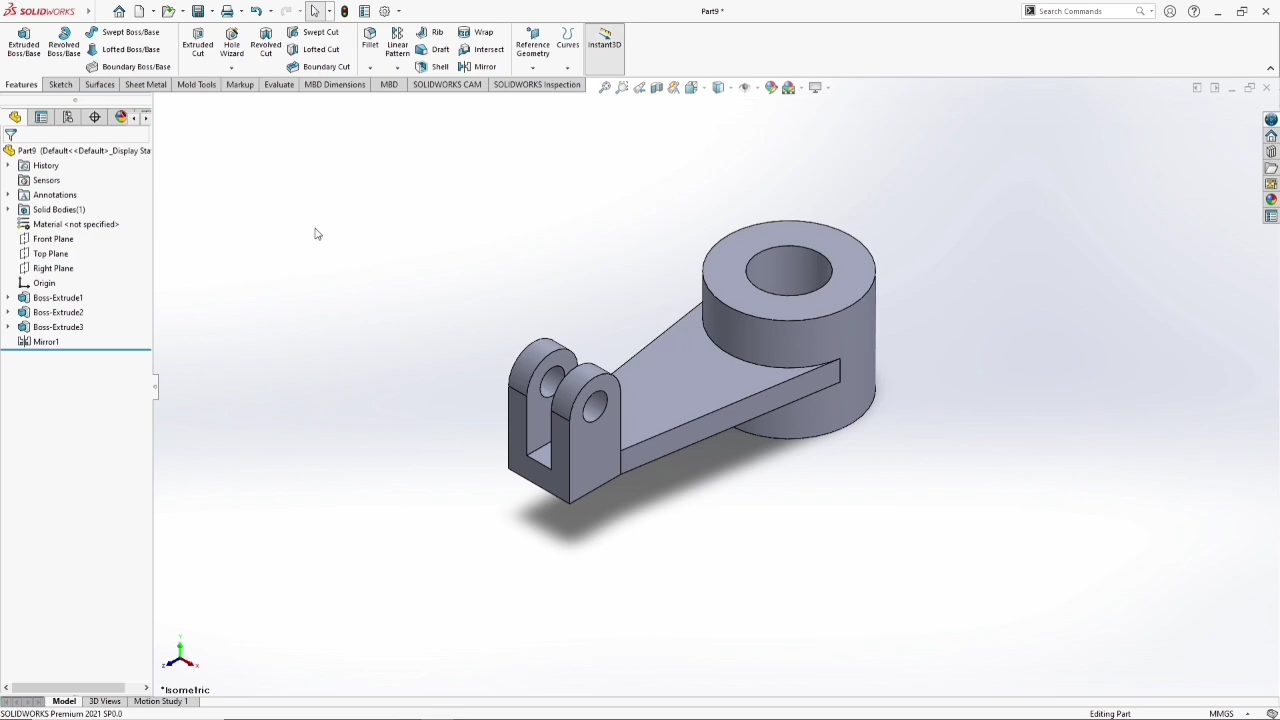 SOLIDWORKS
Part9 *
Search Commands
Extruded Boss/Base
Revolved Boss/Base
Swept Boss/Base
Lofted Boss/Base
Boundary Boss/Base
Extruded Cut
Hole Wizard
Revolved Cut
Swept Cut
Lofted Cut
Boundary Cut
Fillet
Linear Pattern
Rib
Draft
Shell
Wrap
Intersect
Mirror
Reference Geometry
Curves
Instant3D
Features Sketch Surfaces Sheet Metal Mold Tools Markup Evaluate MBD Dimensions MBD SOLIDWORKS CAM SOLIDWORKS Inspection
Part9 (Default<<Default>_Display Sta
History
Sensors
Annotations
Solid Bodies(1)
Material <not specified>
Front Plane
Top Plane
Right Plane
Origin
Boss-Extrude1
Boss-Extrude2
Boss-Extrude3
Mirror1
Y
Z X
*Isometric
Model 3D Views Motion Study 1
SOLIDWORKS Premium 2021 SP0.0
Editing Part
MMGS